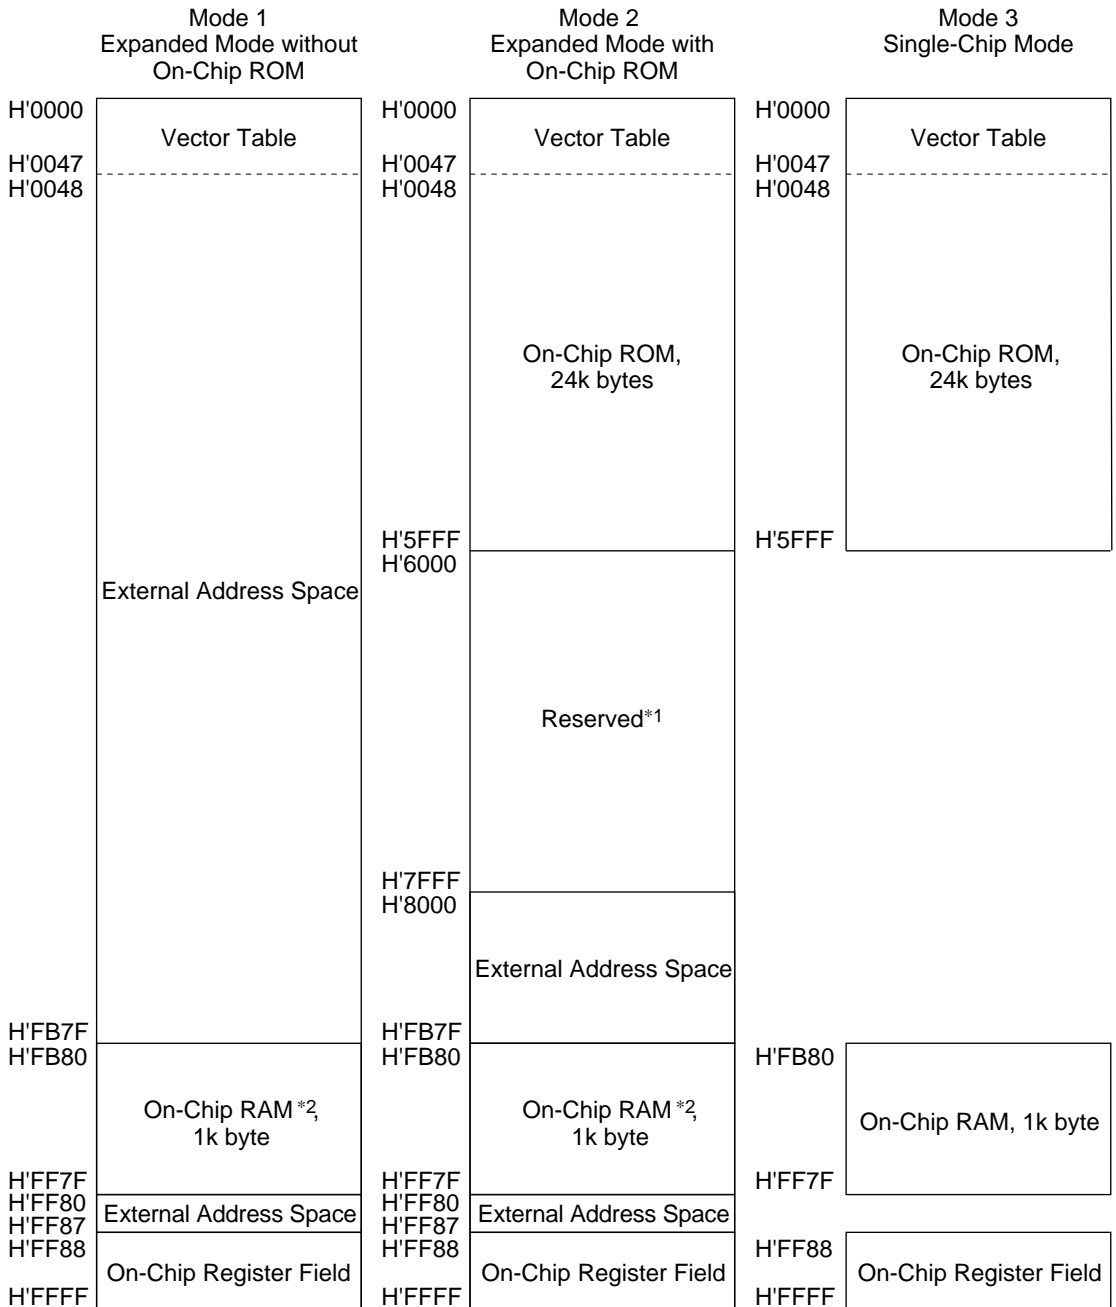 Mode 1
Expanded Mode without
On-Chip ROM
H'0000
Vector Table
H'0047
H'0048
External Address Space
H'FB7F
H'FB80
On-Chip RAM *2,
1k byte
H'FF7F
H'FF80
External Address Space
H'FF87
H'FF88
On-Chip Register Field
H'FFFF
Mode 2
Expanded Mode with
On-Chip ROM
H'0000
Vector Table
H'0047
H'0048
On-Chip ROM,
24k bytes
H'5FFF
H'6000
Reserved*1
H'7FFF
H'8000
External Address Space
H'FB7F
H'FB80
On-Chip RAM *2,
1k byte
H'FF7F
H'FF80
External Address Space
H'FF87
H'FF88
On-Chip Register Field
H'FFFF
Mode 3
Single-Chip Mode
H'0000
Vector Table
H'0047
H'0048
On-Chip ROM,
24k bytes
H'5FFF
H'FB80
On-Chip RAM, 1k byte
H'FF7F
H'FF88
On-Chip Register Field
H'FFFF